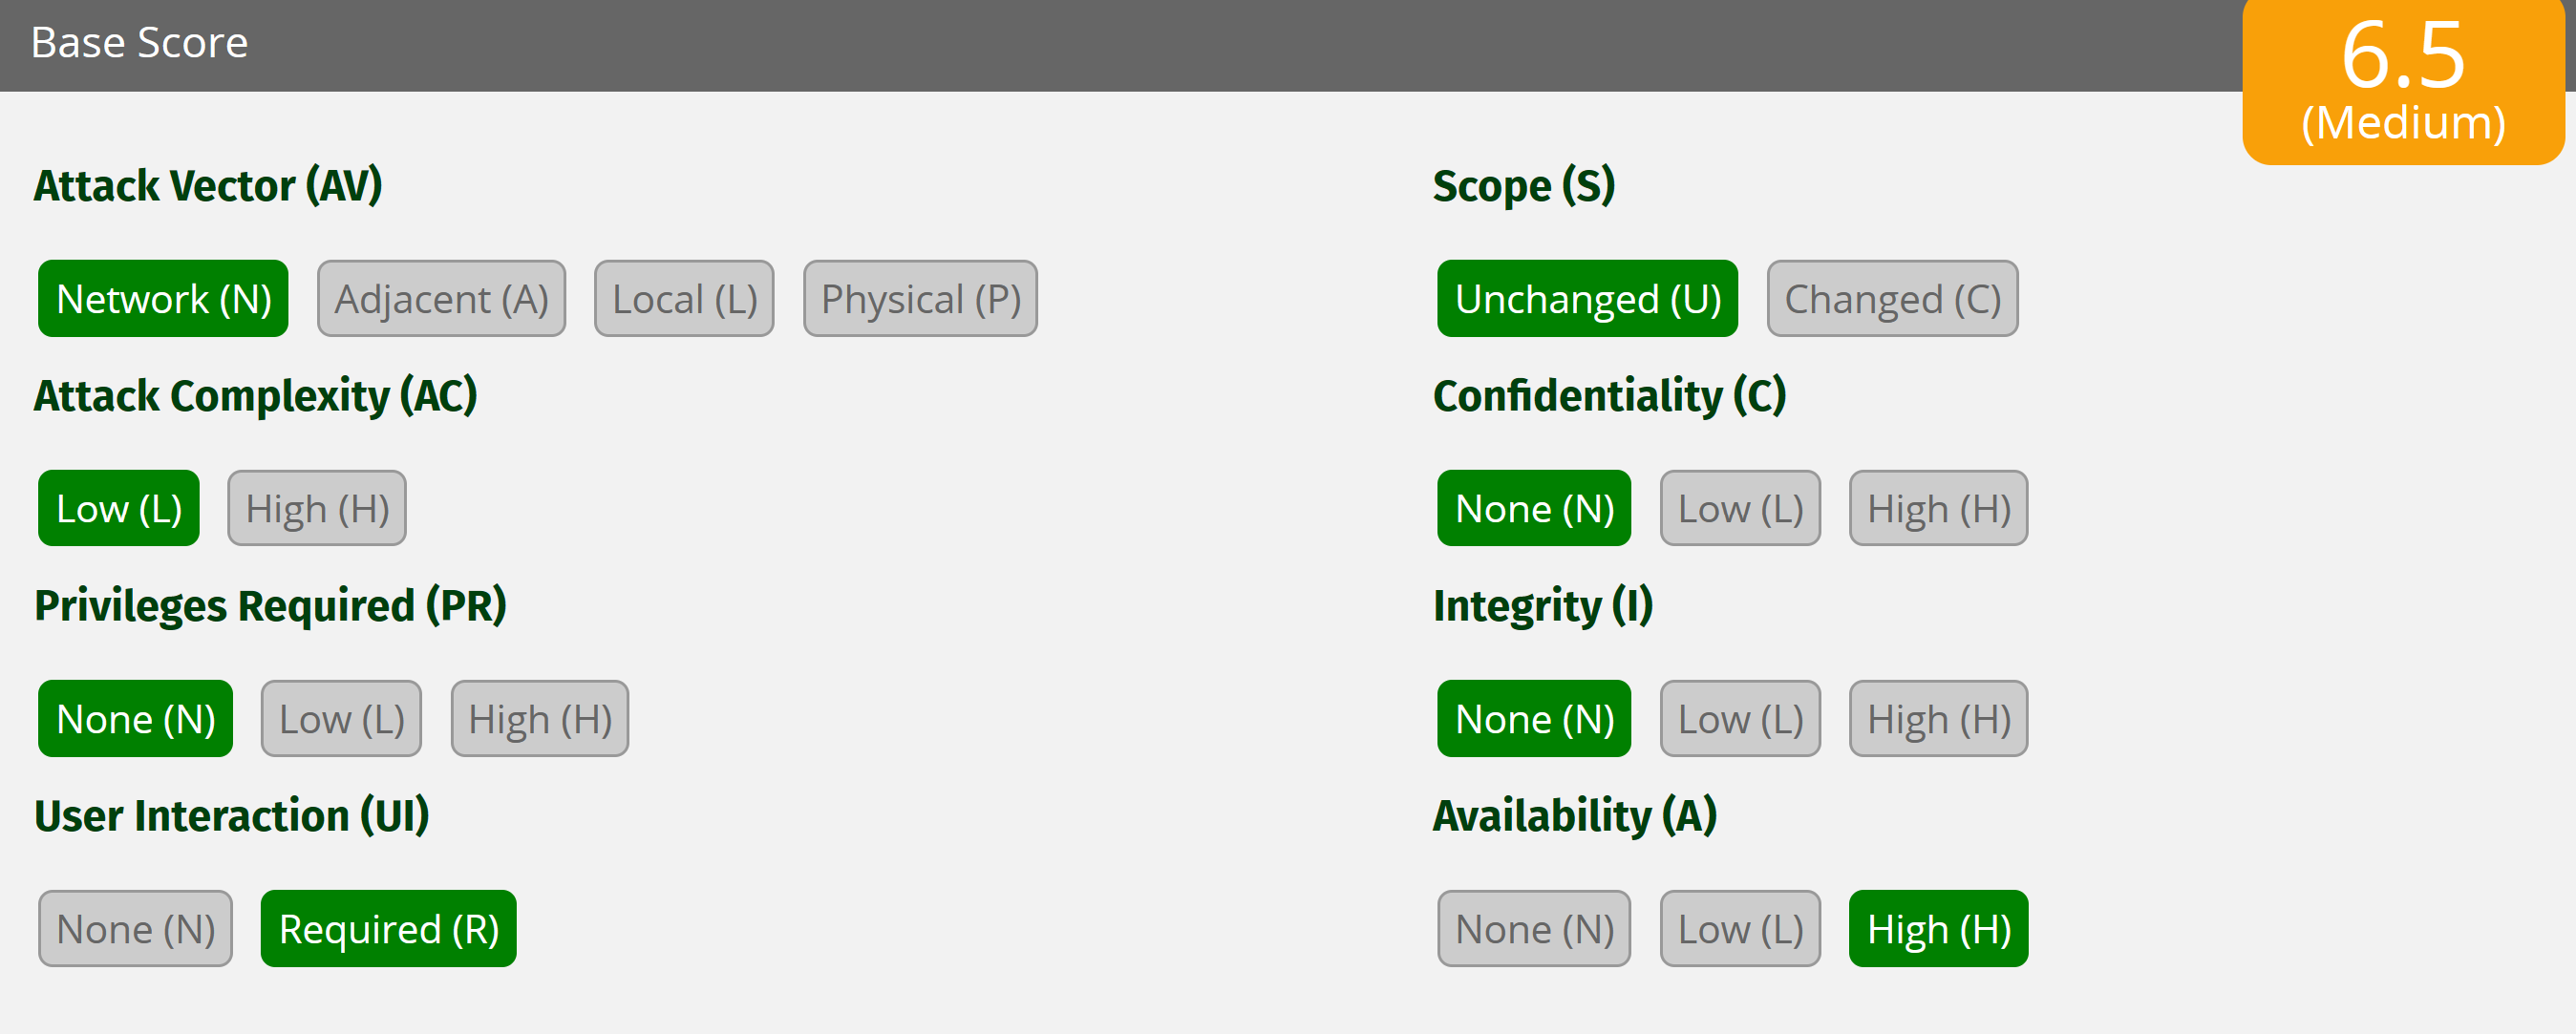 Base Score
6.5
(Medium)
Attack Vector (AV)
Network (N) Adjacent (A) Local (L) Physical (P)
Attack Complexity (AC)
Low (L) High (H)
Privileges Required (PR)
None (N) Low (L) High (H)
User Interaction (UI)
None (N) Required (R)
Scope (S)
Unchanged (U) Changed (C)
Confidentiality (C)
None (N) Low (L) High (H)
Integrity (I)
None (N) Low (L) High (H)
Availability (A)
None (N) Low (L) High (H)